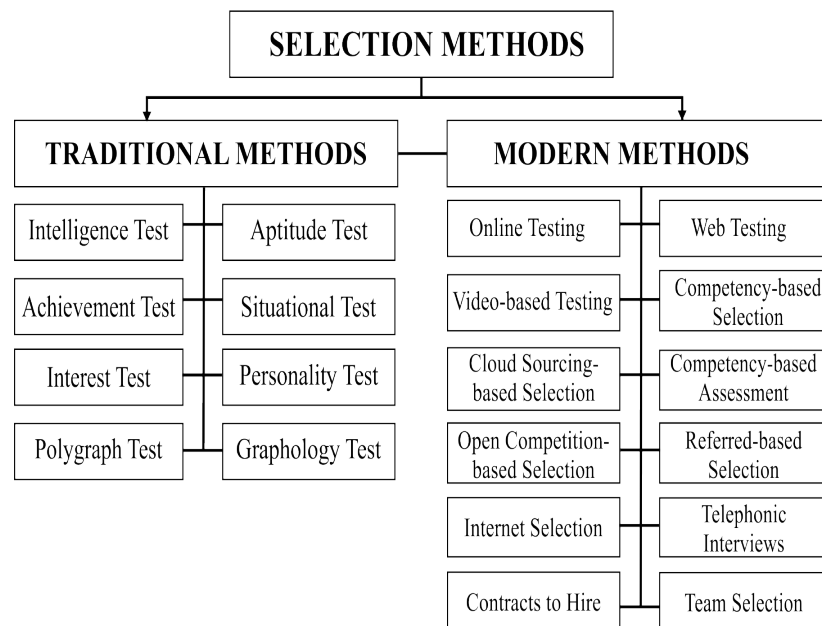 SELECTION METHODS
TRADITIONAL METHODS
Intelligence Test
Aptitude Test
Achievement Test
Situational Test
Interest Test
Personality Test
Polygraph Test
Graphology Test
MODERN METHODS
Online Testing
Web Testing
Video-based Testing
Competency-based
Selection
Cloud Sourcing-
based Selection
Competency-based
Assessment
Open Competition-
based Selection
Referred-based
Selection
Internet Selection
Telephonic
Interviews
Contracts to Hire
Team Selection